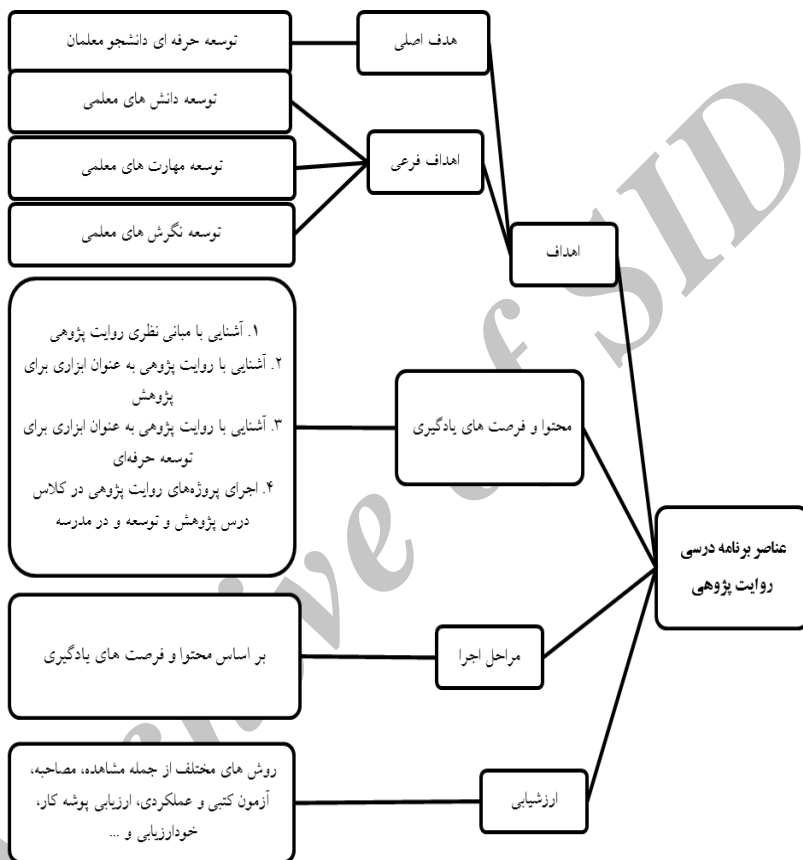 عناصر برنامه درسی
روایت پژوهی
اهداف
هدف اصلی
توسعه حرفه ای دانشجو معلمان
اهداف فرعی
توسعه دانش های معلمی
توسعه مهارت های معلمی
توسعه نگرش های معلمی
محتوا و فرصت های یادگیری
۱. آشنایی با مبانی نظری روایت پژوهی
۲. آشنایی با روایت پژوهی به عنوان ابزاری برای
پژوهش
۳. آشنایی با روایت پژوهی به عنوان ابزاری برای
توسعه حرفه‌ای
۴. اجرای پروژه‌های روایت پژوهی در کلاس
درس پژوهش و توسعه و در مدرسه
مراحل اجرا
بر اساس محتوا و فرصت های یادگیری
ارزشیابی
روش های مختلف از جمله مشاهده، مصاحبه،
آزمون کتبی و عملکردی، ارزیابی پوشه کار،
خودارزیابی و ...
Archive of SID